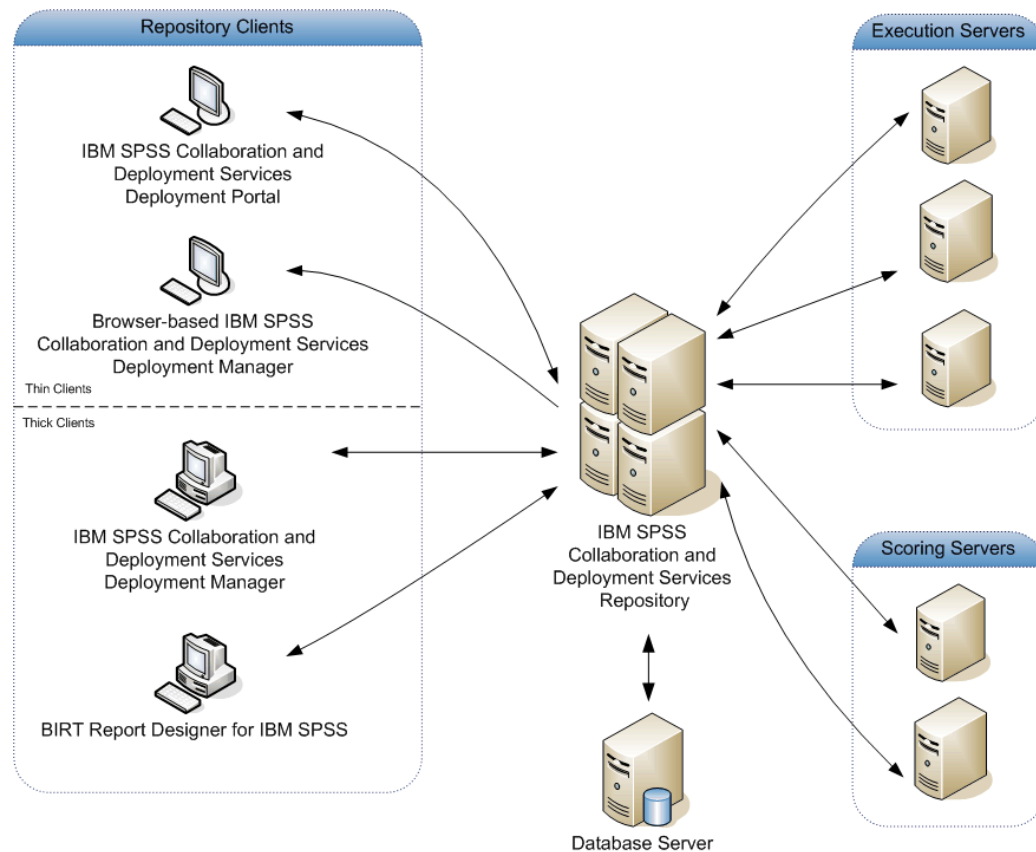 Repository Clients
IBM SPSS Collaboration and
Deployment Services
Deployment Portal
Browser-based IBM SPSS
Collaboration and Deployment Services
Deployment Manager
Thin Clients
Thick Clients
IBM SPSS Collaboration and
Deployment Services
Deployment Manager
BIRT Report Designer for IBM SPSS
IBM SPSS
Collaboration and
Deployment Services
Repository
Database Server
Execution Servers
Scoring Servers